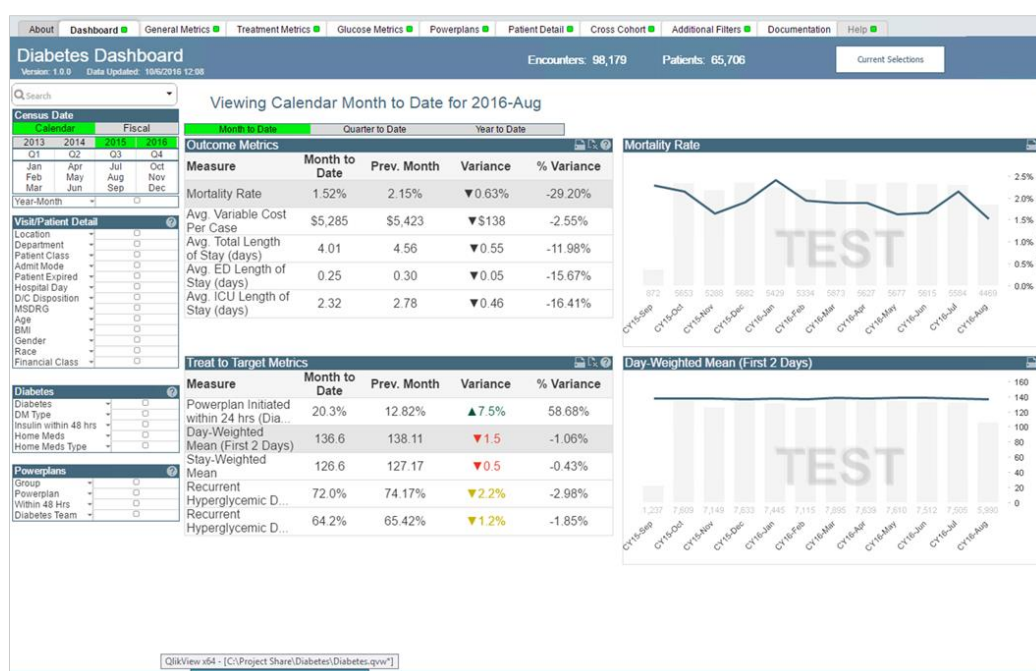 About Dashboard General Metrics Treatment Metrics Glucose Metrics Powerplans Patient Detail Cross Cohort Additional Filters Documentation Help
Diabetes Dashboard
Version: 1.0.0 Data Updated: 10/6/2016 12:08
Encounters: 98,179 Patients: 65,706 Current Selections
Search
Viewing Calendar Month to Date for 2016-Aug
Census Date
Calendar Fiscal
2013 2014 2015 2016
Q1 Q2 Q3 Q4
Jan Apr Jul Oct
Feb May Aug Nov
Mar Jun Sep Dec
Year-Month
Visit/Patient Detail
Location
Department
Patient Class
Admit Mode
Patient Expired
Hospital Day
D/C Disposition
MSDRG
Age
BMI
Gender
Race
Financial Class
Diabetes
Diabetes
DM Type
Insulin within 48 hrs
Home Meds
Home Meds Type
Powerplans
Group
Powerplan
Within 48 Hrs
Diabetes Team
Month to Date Quarter to Date Year to Date
Outcome Metrics
Measure Month to Date Prev. Month Variance % Variance
Mortality Rate 1.52% 2.15% ▼0.63% -29.20%
Avg. Variable Cost
Per Case $5,285 $5,423 ▼$138 -2.55%
Avg. Total Length
of Stay (days) 4.01 4.56 ▼0.55 -11.98%
Avg. ED Length of
Stay (days) 0.25 0.30 ▼0.05 -15.67%
Avg. ICU Length of
Stay (days) 2.32 2.78 ▼0.46 -16.41%
Treat to Target Metrics
Measure Month to Date Prev. Month Variance % Variance
Powerplan Initiated
within 24 hrs (Dia... 20.3% 12.82% ▲7.5% 58.68%
Day-Weighted
Mean (First 2 Days) 136.6 138.11 ▼1.5 -1.06%
Stay-Weighted
Mean 126.6 127.17 ▼0.5 -0.43%
Recurrent
Hyperglycemic D... 72.0% 74.17% ▼2.2% -2.98%
Recurrent
Hyperglycemic D... 64.2% 65.42% ▼1.2% -1.85%
Mortality Rate
2.5%
2.0%
1.5%
1.0%
0.5%
0.0%
TEST
872 5653 5268 5682 5429 5334 5873 5627 5677 5615 5584 4469
CY15-Sep CY15-Oct CY15-Nov CY15-Dec CY16-Jan CY16-Feb CY16-Mar CY16-Apr CY16-May CY16-Jun CY16-Jul CY16-Aug
Day-Weighted Mean (First 2 Days)
160
140
120
100
80
60
40
20
0
TEST
1,237 7,609 7,149 7,633 7,445 7,115 7,895 7,639 7,610 7,512 7,505 5,990
CY15-Sep CY15-Oct CY15-Nov CY15-Dec CY16-Jan CY16-Feb CY16-Mar CY16-Apr CY16-May CY16-Jun CY16-Jul CY16-Aug
QlikView x64 - [C:\Project Share\Diabetes\Diabetes.qvw*]